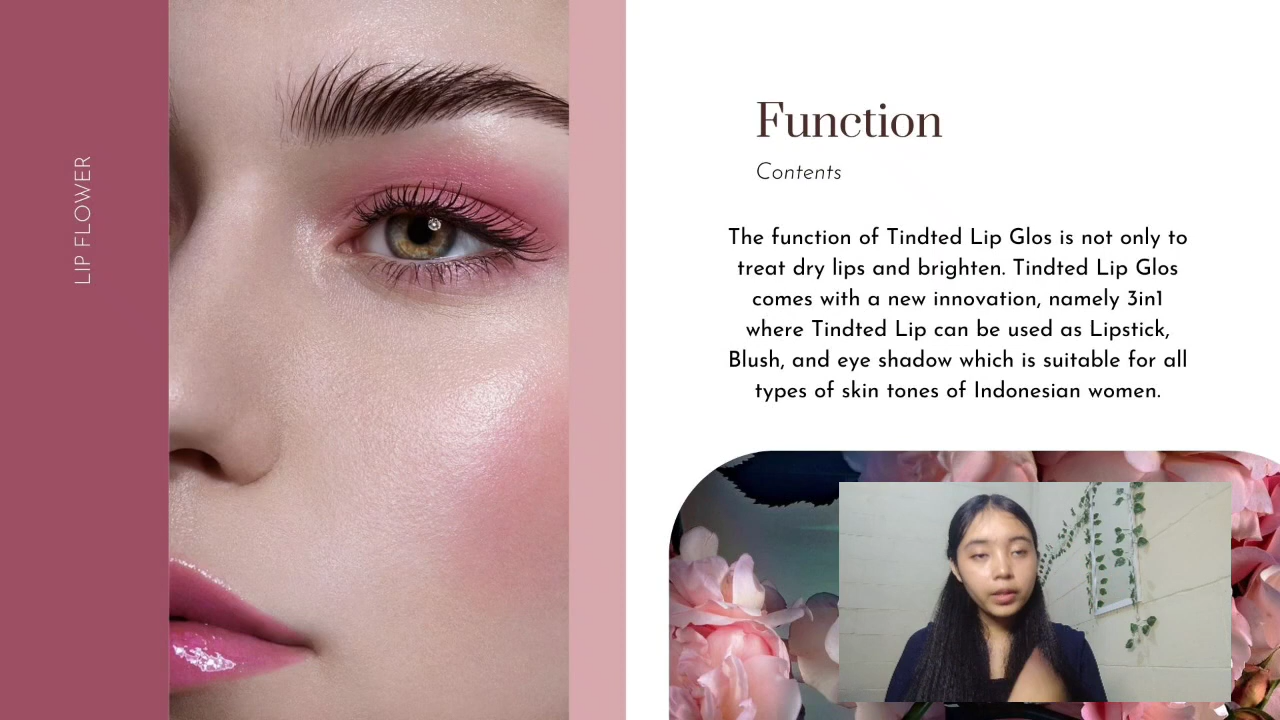 LIP FLOWER
Function
Contents
The function of Tindted Lip Glos is not only to
treat dry lips and brighten. Tindted Lip Glos
comes with a new innovation, namely 3in1
where Tindted Lip can be used as Lipstick,
Blush, and eye shadow which is suitable for all
types of skin tones of Indonesian women.